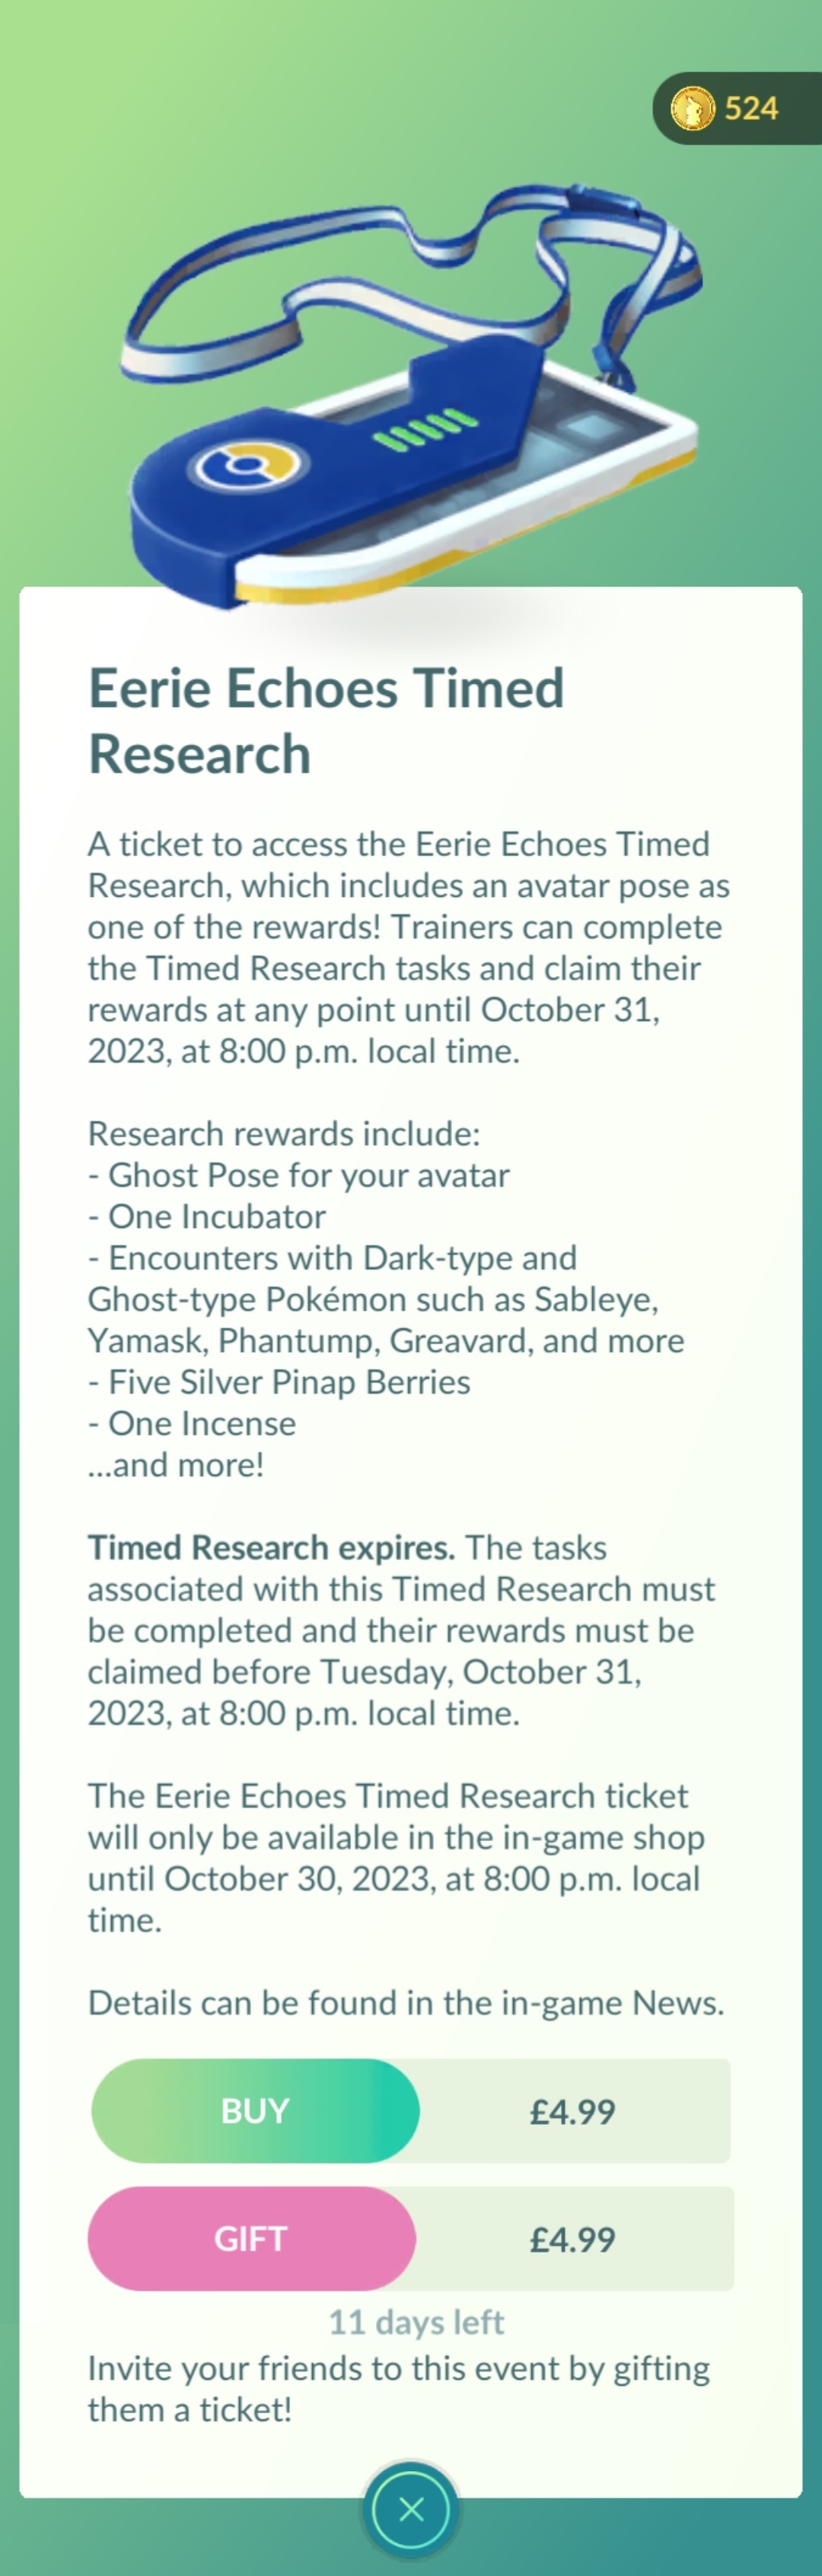 524
Eerie Echoes Timed
Research
A ticket to access the Eerie Echoes Timed
Research, which includes an avatar pose as
one of the rewards! Trainers can complete
the Timed Research tasks and claim their
rewards at any point until October 31,
2023, at 8:00 p.m. local time.
Research rewards include:
- Ghost Pose for your avatar
- One Incubator
- Encounters with Dark-type and
Ghost-type Pokémon such as Sableye,
Yamask, Phantump, Greavard, and more
- Five Silver Pinap Berries
- One Incense
...and more!
Timed Research expires. The tasks
associated with this Timed Research must
be completed and their rewards must be
claimed before Tuesday, October 31,
2023, at 8:00 p.m. local time.
The Eerie Echoes Timed Research ticket
will only be available in the in-game shop
until October 30, 2023, at 8:00 p.m. local
time.
Details can be found in the in-game News.
BUY £4.99
GIFT £4.99
11 days left
Invite your friends to this event by gifting
them a ticket!